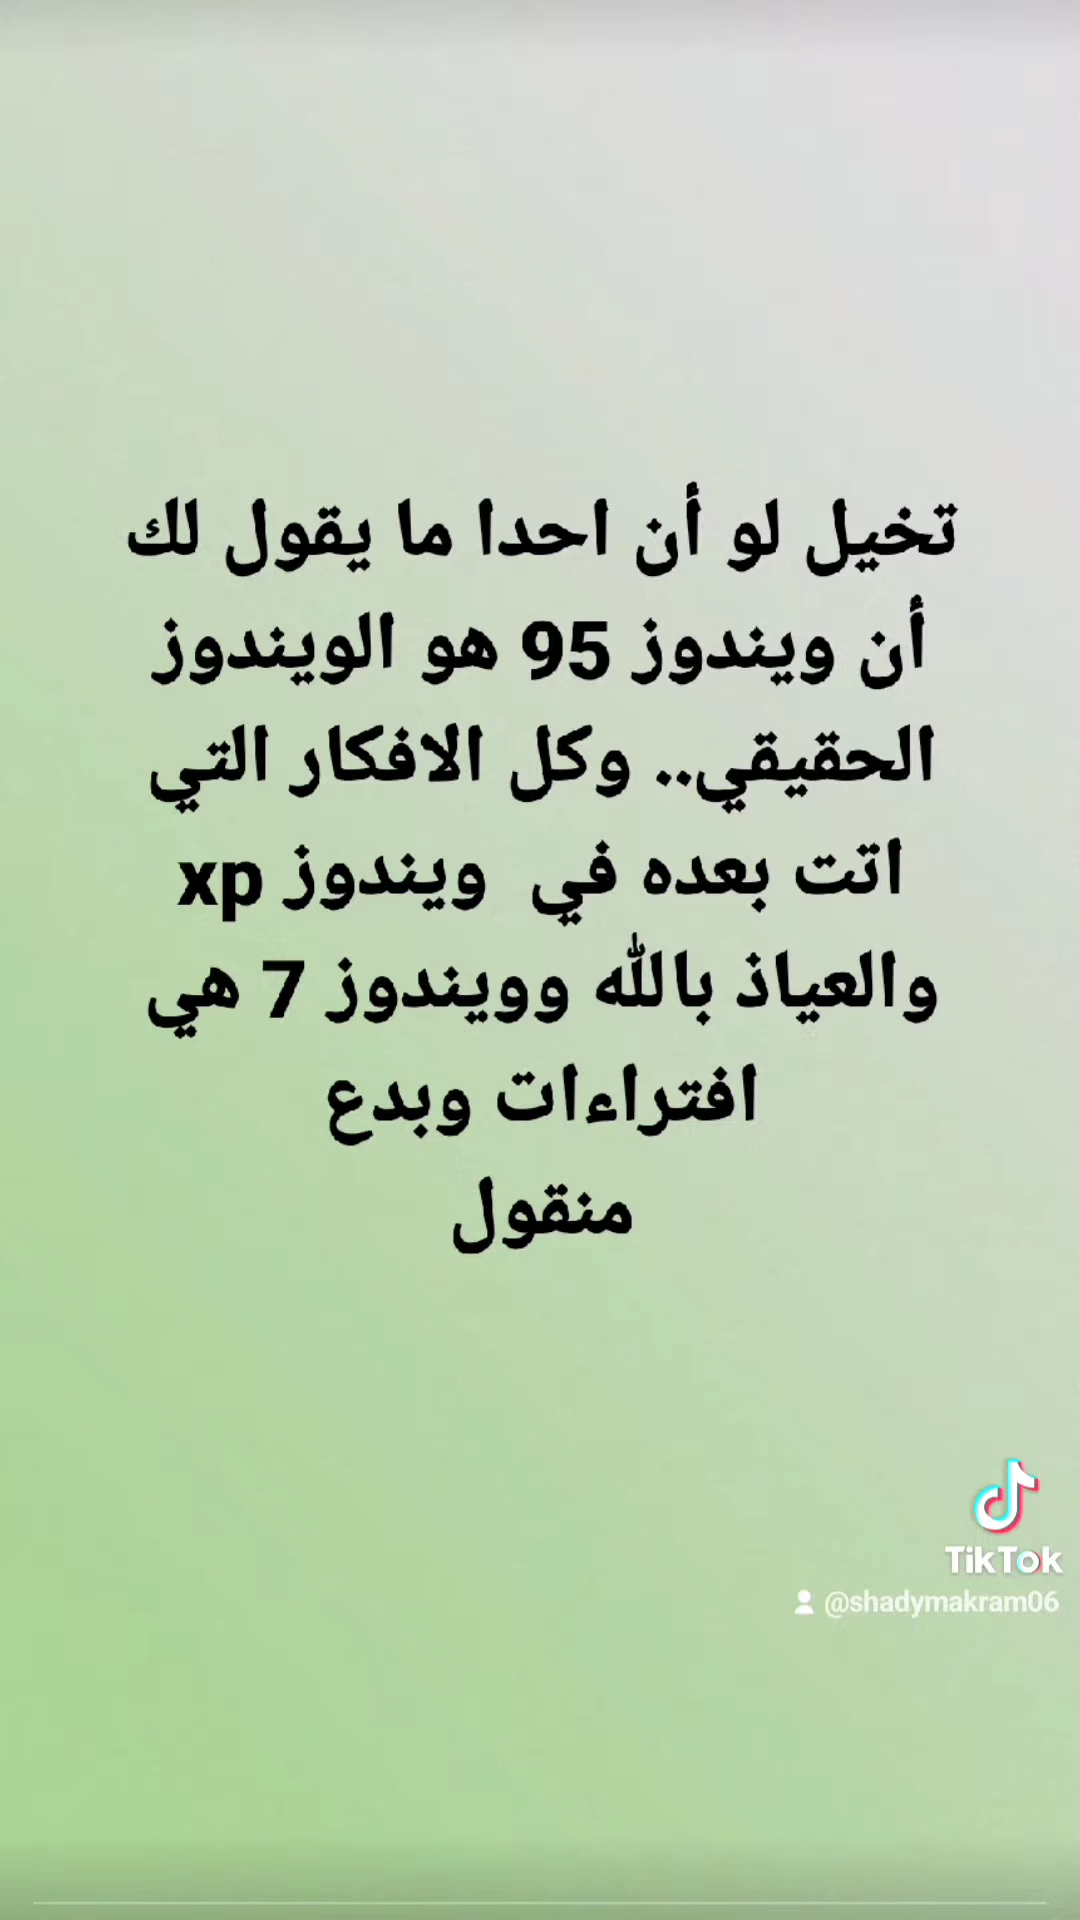 تخيل لو أن احدا ما يقول لك
أن ويندوز 95 هو الويندوز
الحقيقي.. وكل الافكار التي
اتت بعده في ويندوز xp
والعياذ بالله وويندوز 7 هي
افتراءات وبدع
منقول
TikTok
@shadymakram06